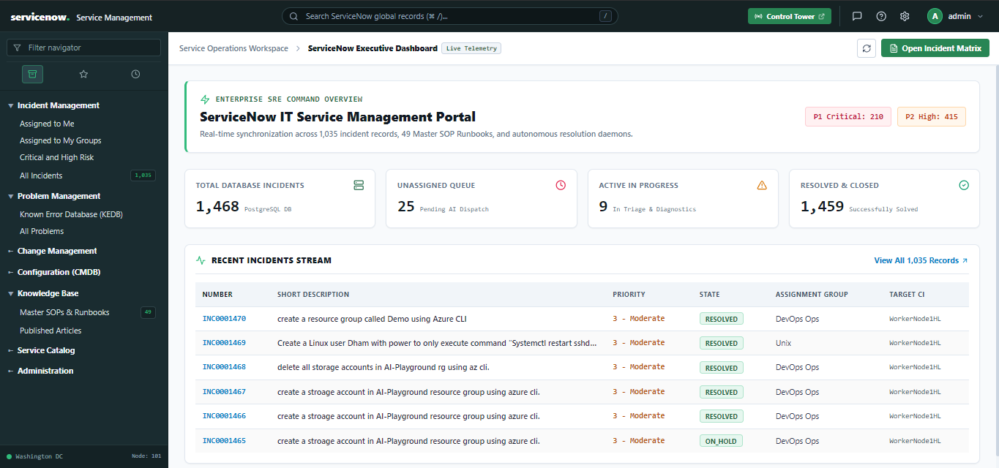 servicenow. Service Management
Search ServiceNow global records (⌘ /)...
/
Control Tower
A admin
Filter navigator
Incident Management
Assigned to Me
Assigned to My Groups
Critical and High Risk
All Incidents 1,035
Problem Management
Known Error Database (KEDB)
All Problems
Change Management
Configuration (CMDB)
Knowledge Base
Master SOPs & Runbooks 49
Published Articles
Service Catalog
Administration
Washington DC Node: 101
Service Operations Workspace > ServiceNow Executive Dashboard Live Telemetry
Open Incident Matrix
ENTERPRISE SRE COMMAND OVERVIEW
ServiceNow IT Service Management Portal
Real-time synchronization across 1,035 incident records, 49 Master SOP Runbooks, and autonomous resolution daemons.
P1 Critical: 210 P2 High: 415
TOTAL DATABASE INCIDENTS
1,468 PostgreSQL DB
UNASSIGNED QUEUE
25 Pending AI Dispatch
ACTIVE IN PROGRESS
9 In Triage & Diagnostics
RESOLVED & CLOSED
1,459 Successfully Solved
RECENT INCIDENTS STREAM View All 1,035 Records ↗
NUMBER SHORT DESCRIPTION PRIORITY STATE ASSIGNMENT GROUP TARGET CI
INC0001470 create a resource group called Demo using Azure CLI 3 - Moderate RESOLVED DevOps Ops WorkerNode1HL
INC0001469 Create a Linux user Dham with power to only execute command "Systemctl restart sshd... 3 - Moderate RESOLVED Unix WorkerNode1HL
INC0001468 delete all storage accounts in AI-Playground rg using az cli. 3 - Moderate RESOLVED DevOps Ops WorkerNode1HL
INC0001467 create a stroage account in AI-Playground resource group using azure cli. 3 - Moderate RESOLVED DevOps Ops WorkerNode1HL
INC0001466 create a stroage account in AI-Playground resource group using azure cli. 3 - Moderate RESOLVED DevOps Ops WorkerNode1HL
INC0001465 create a stroage account in AI-Playground resource group using azure cli. 3 - Moderate ON_HOLD DevOps Ops WorkerNode1HL